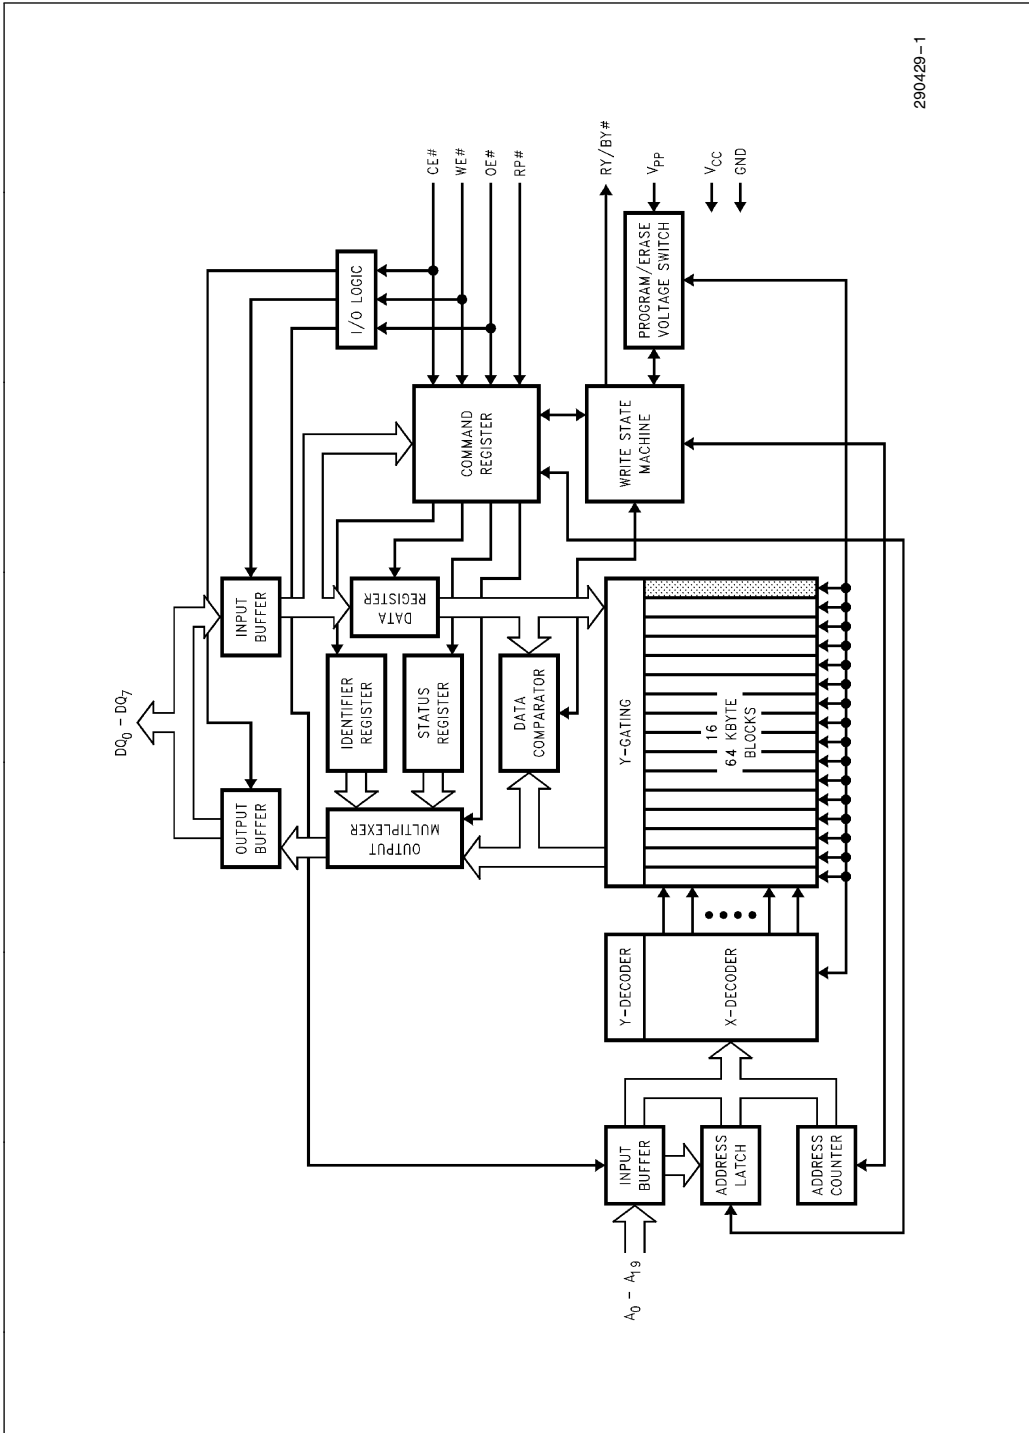 DQ0 - DQ7
OUTPUT
BUFFER
INPUT
BUFFER
I/O LOGIC
CE#
WE#
OE#
RP#
IDENTIFIER
REGISTER
STATUS
REGISTER
DATA
REGISTER
COMMAND
REGISTER
OUTPUT
MULTIPLEXER
DATA
COMPARATOR
WRITE STATE
MACHINE
PROGRAM/ERASE
VOLTAGE SWITCH
RY/BY#
VPP
VCC
GND
A0 - A19
INPUT
BUFFER
ADDRESS
LATCH
ADDRESS
COUNTER
Y-DECODER
X-DECODER
Y-GATING
16
64 KBYTE
BLOCKS
290429-1